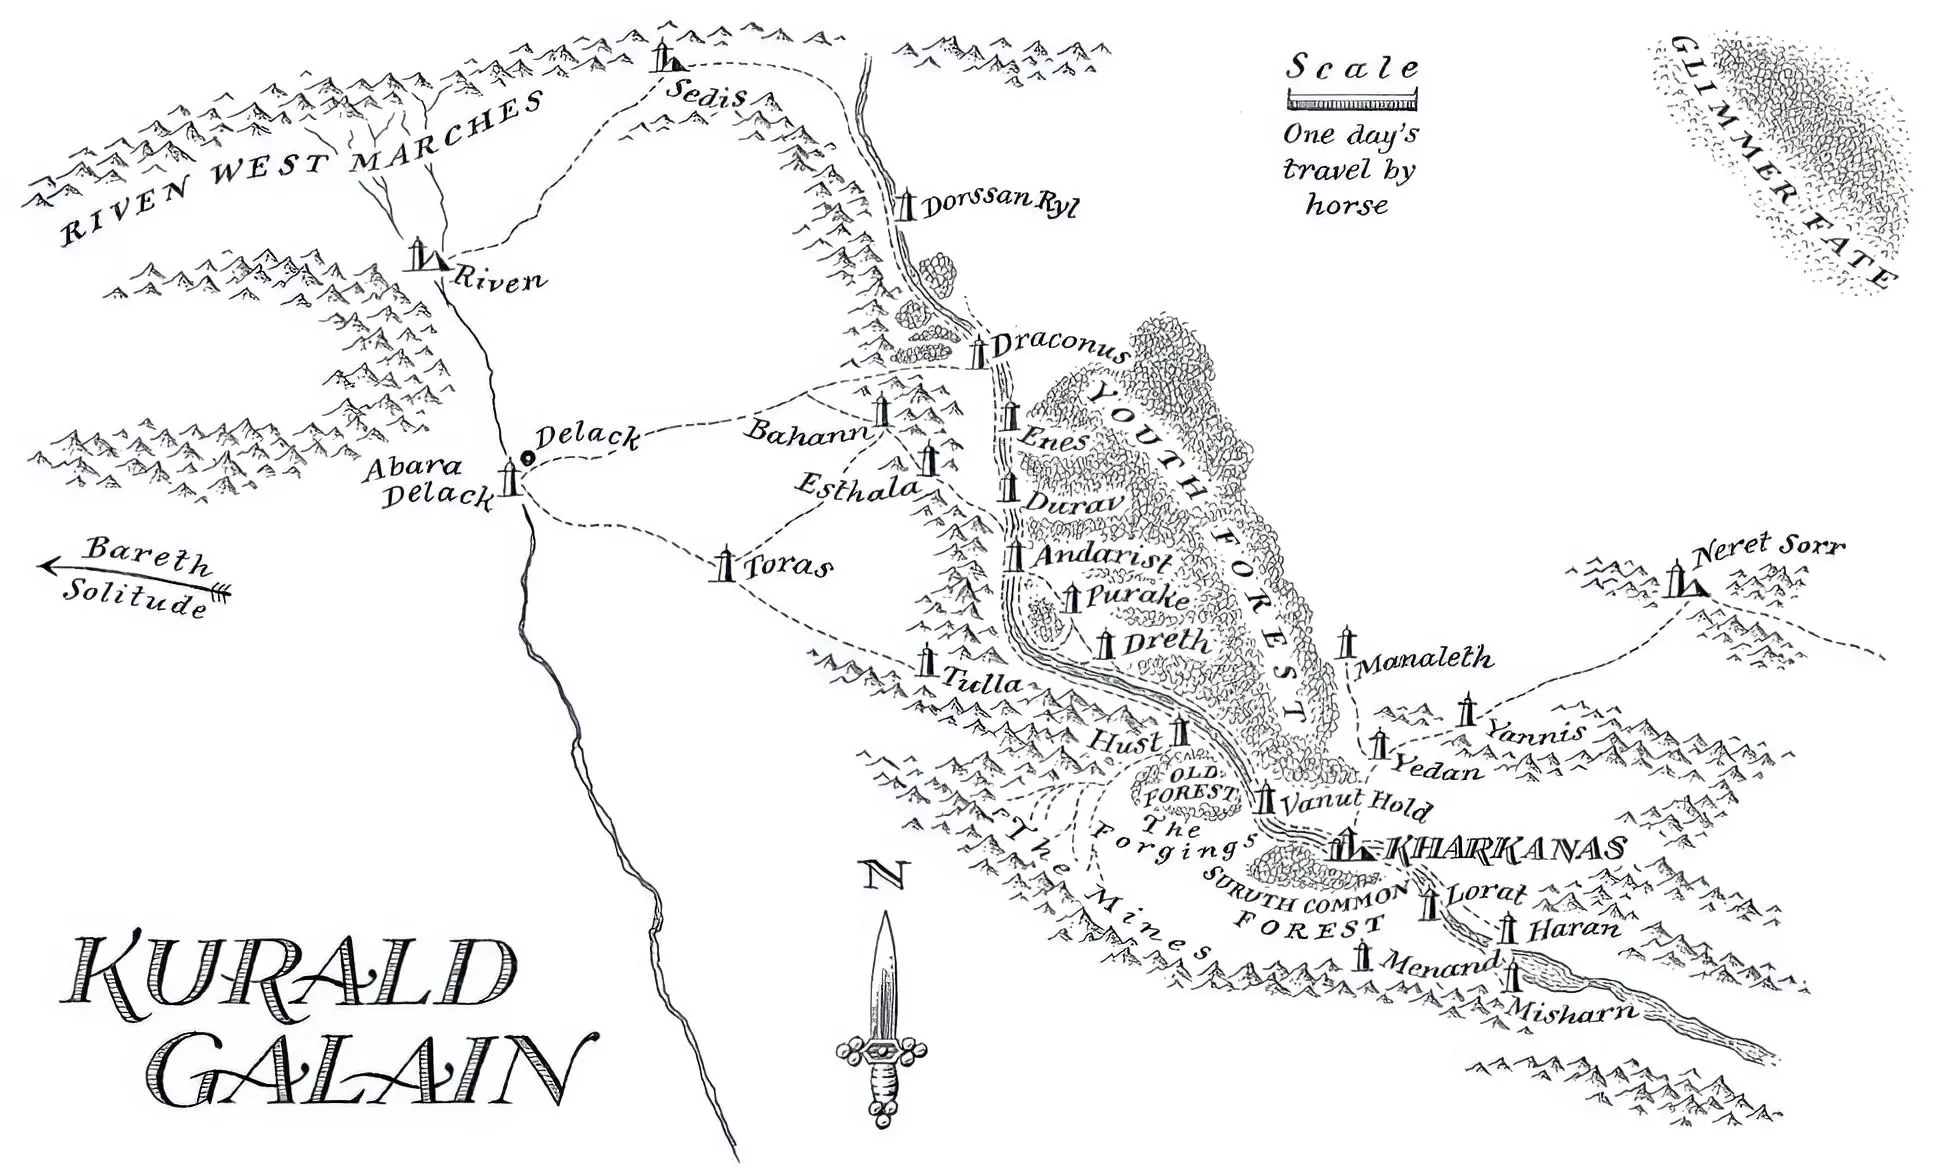 Sedis
Scale
One day's
travel by
horse
GLIMMER FATE
RIVEN WEST MARCHES
Dorssan Ryl
Riven
Draconus
YOUTH FOREST
Delack
Bahann
Enes
Abara
Delack
Esthala
Durav
Bareth
Solitude
Toras
Andarist
Purake
Dreth
Neret Sorr
Manaleth
Tulla
Yannis
Hust
Yedan
OLD
FOREST
Vanut Hold
The
Forgings
The Mines
KHARKANAS
SURUTH COMMON
FOREST
Lorat
Haran
Menand
Misharn
N
KURALD
GALAIN